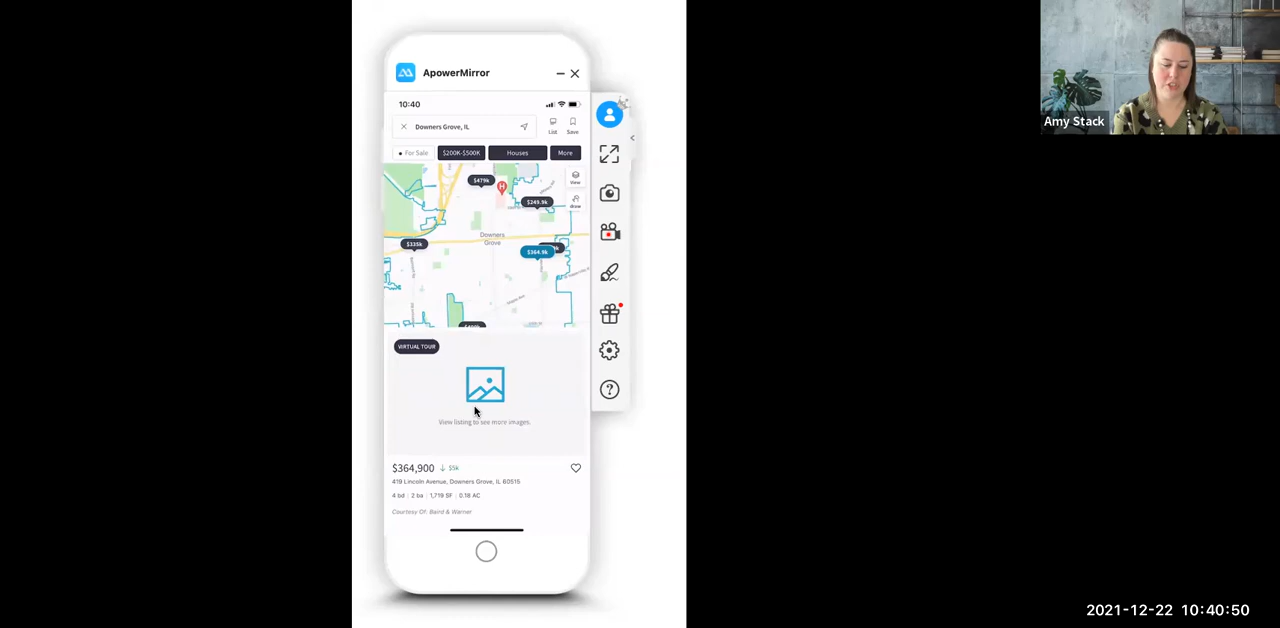 ApowerMirror
10:40
Downers Grove, IL
List
Save
For Sale
$200K-$500K
Houses
More
$479k
H
View
$249.9k
draw
Downers
Grove
$335k
$364.9k
VIRTUAL TOUR
View listing to see more images.
$364,900 ↓ $5k
419 Lincoln Avenue, Downers Grove, IL 60515
4 bd | 2 ba | 1,719 SF | 0.18 AC
Courtesy Of: Baird & Warner
Amy Stack
2021-12-22 10:40:50